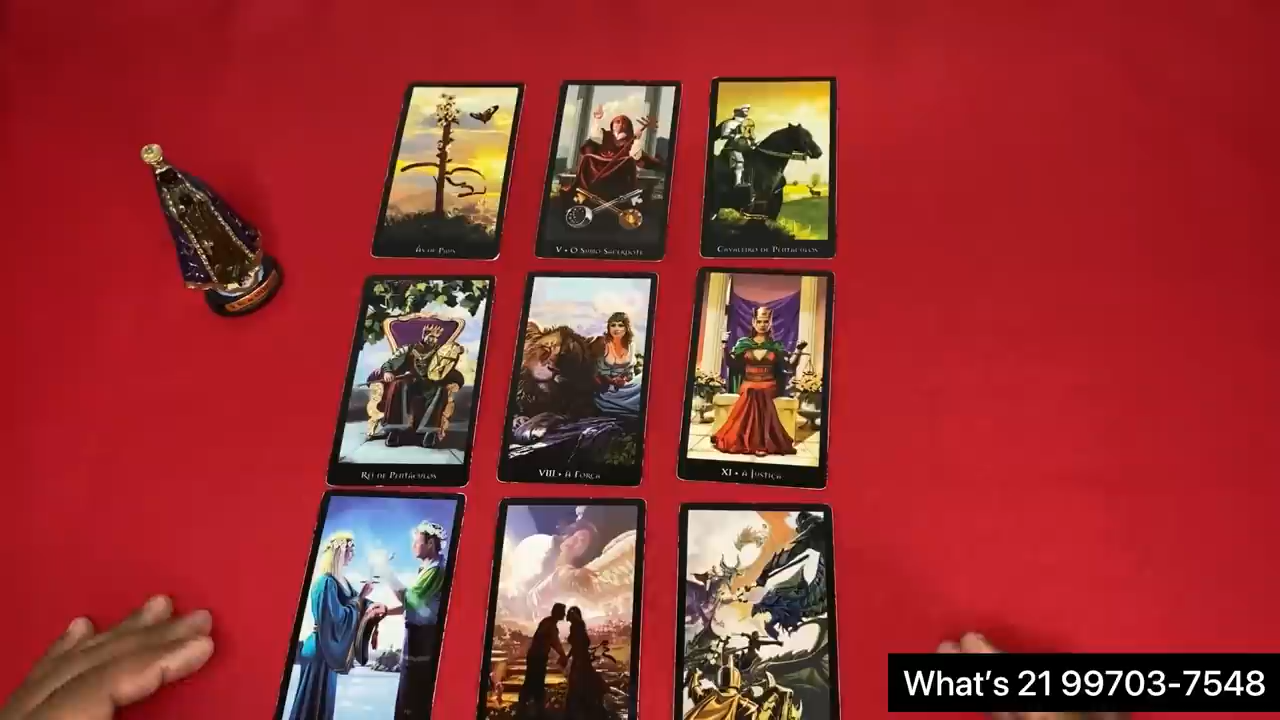 Ás de Paus
V • O Sumo Sacerdote
Cavaleiro de Pentáculos
Rei de Pentáculos
VIII • A Força
XI • A Justiça
What's 21 99703-7548